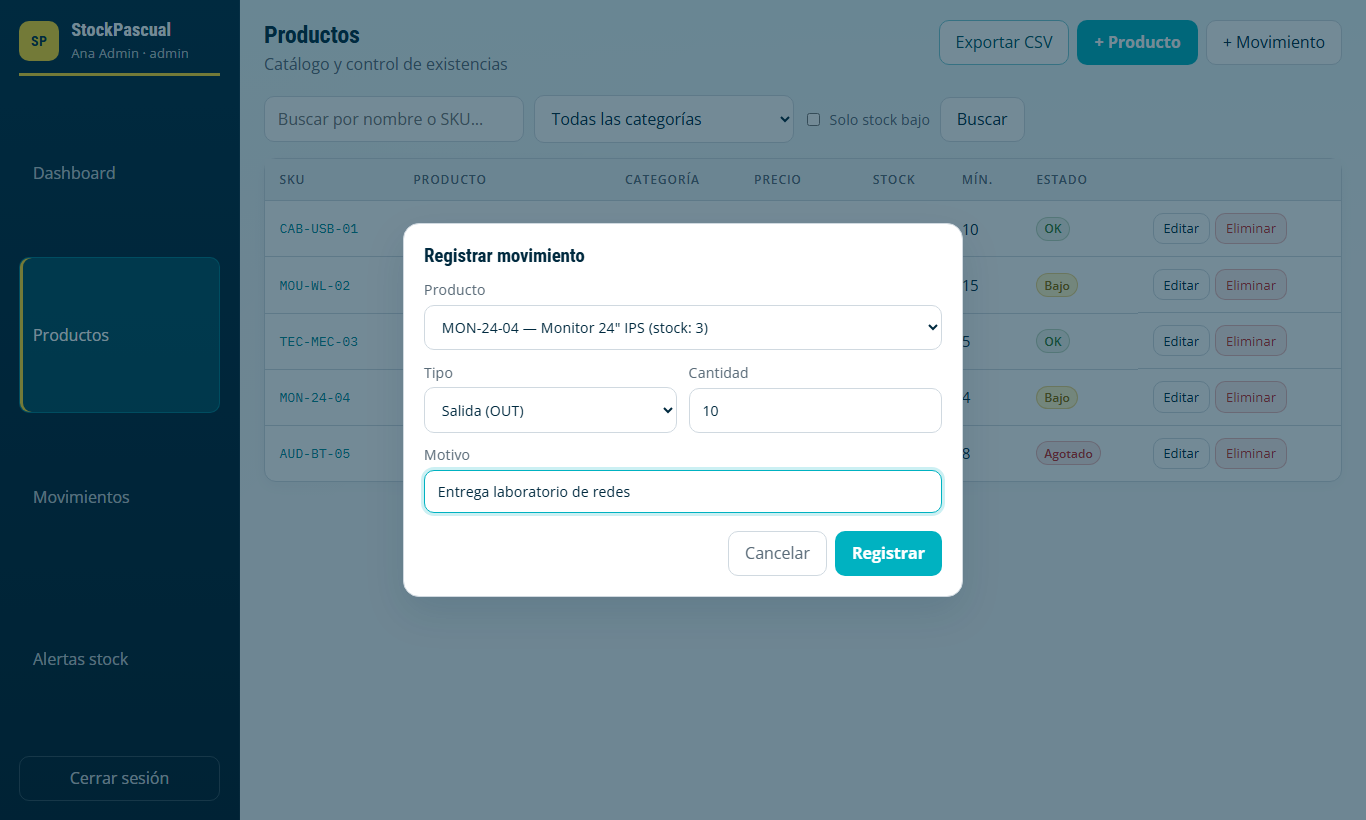 SP
StockPascual
Ana Admin · admin
Dashboard
Productos
Movimientos
Alertas stock
Cerrar sesión
Productos
Catálogo y control de existencias
Exportar CSV
+ Producto
+ Movimiento
Buscar por nombre o SKU...
Todas las categorías
Solo stock bajo
Buscar
SKU PRODUCTO CATEGORÍA PRECIO STOCK MÍN. ESTADO
CAB-USB-01 10 OK Editar Eliminar
MOU-WL-02 15 Bajo Editar Eliminar
TEC-MEC-03 5 OK Editar Eliminar
MON-24-04 4 Bajo Editar Eliminar
AUD-BT-05 8 Agotado Editar Eliminar
Registrar movimiento
Producto
MON-24-04 — Monitor 24" IPS (stock: 3)
Tipo Cantidad
Salida (OUT) 10
Motivo
Entrega laboratorio de redes
Cancelar Registrar